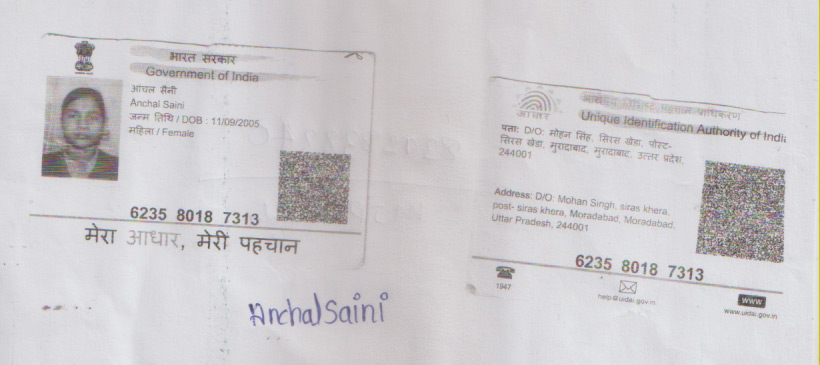 भारत सरकार
Government of India
आंचल सैनी
Anchal Saini
जन्म तिथि / DOB : 11/09/2005
महिला / Female
6235 8018 7313
मेरा आधार, मेरी पहचान
AnchalSaini
आधार
Unique Identification Authority of India
पता: D/O: मोहन सिंह, सिरस खेडा, पोस्ट-
सिरस खेडा, मुरादाबाद, मुरादाबाद, उत्तर प्रदेश,
244001
Address: D/O: Mohan Singh, siras khera,
post- siras khera, Moradabad, Moradabad,
Uttar Pradesh, 244001
6235 8018 7313
1947
help@uidai.gov.in
www
www.uidai.gov.in